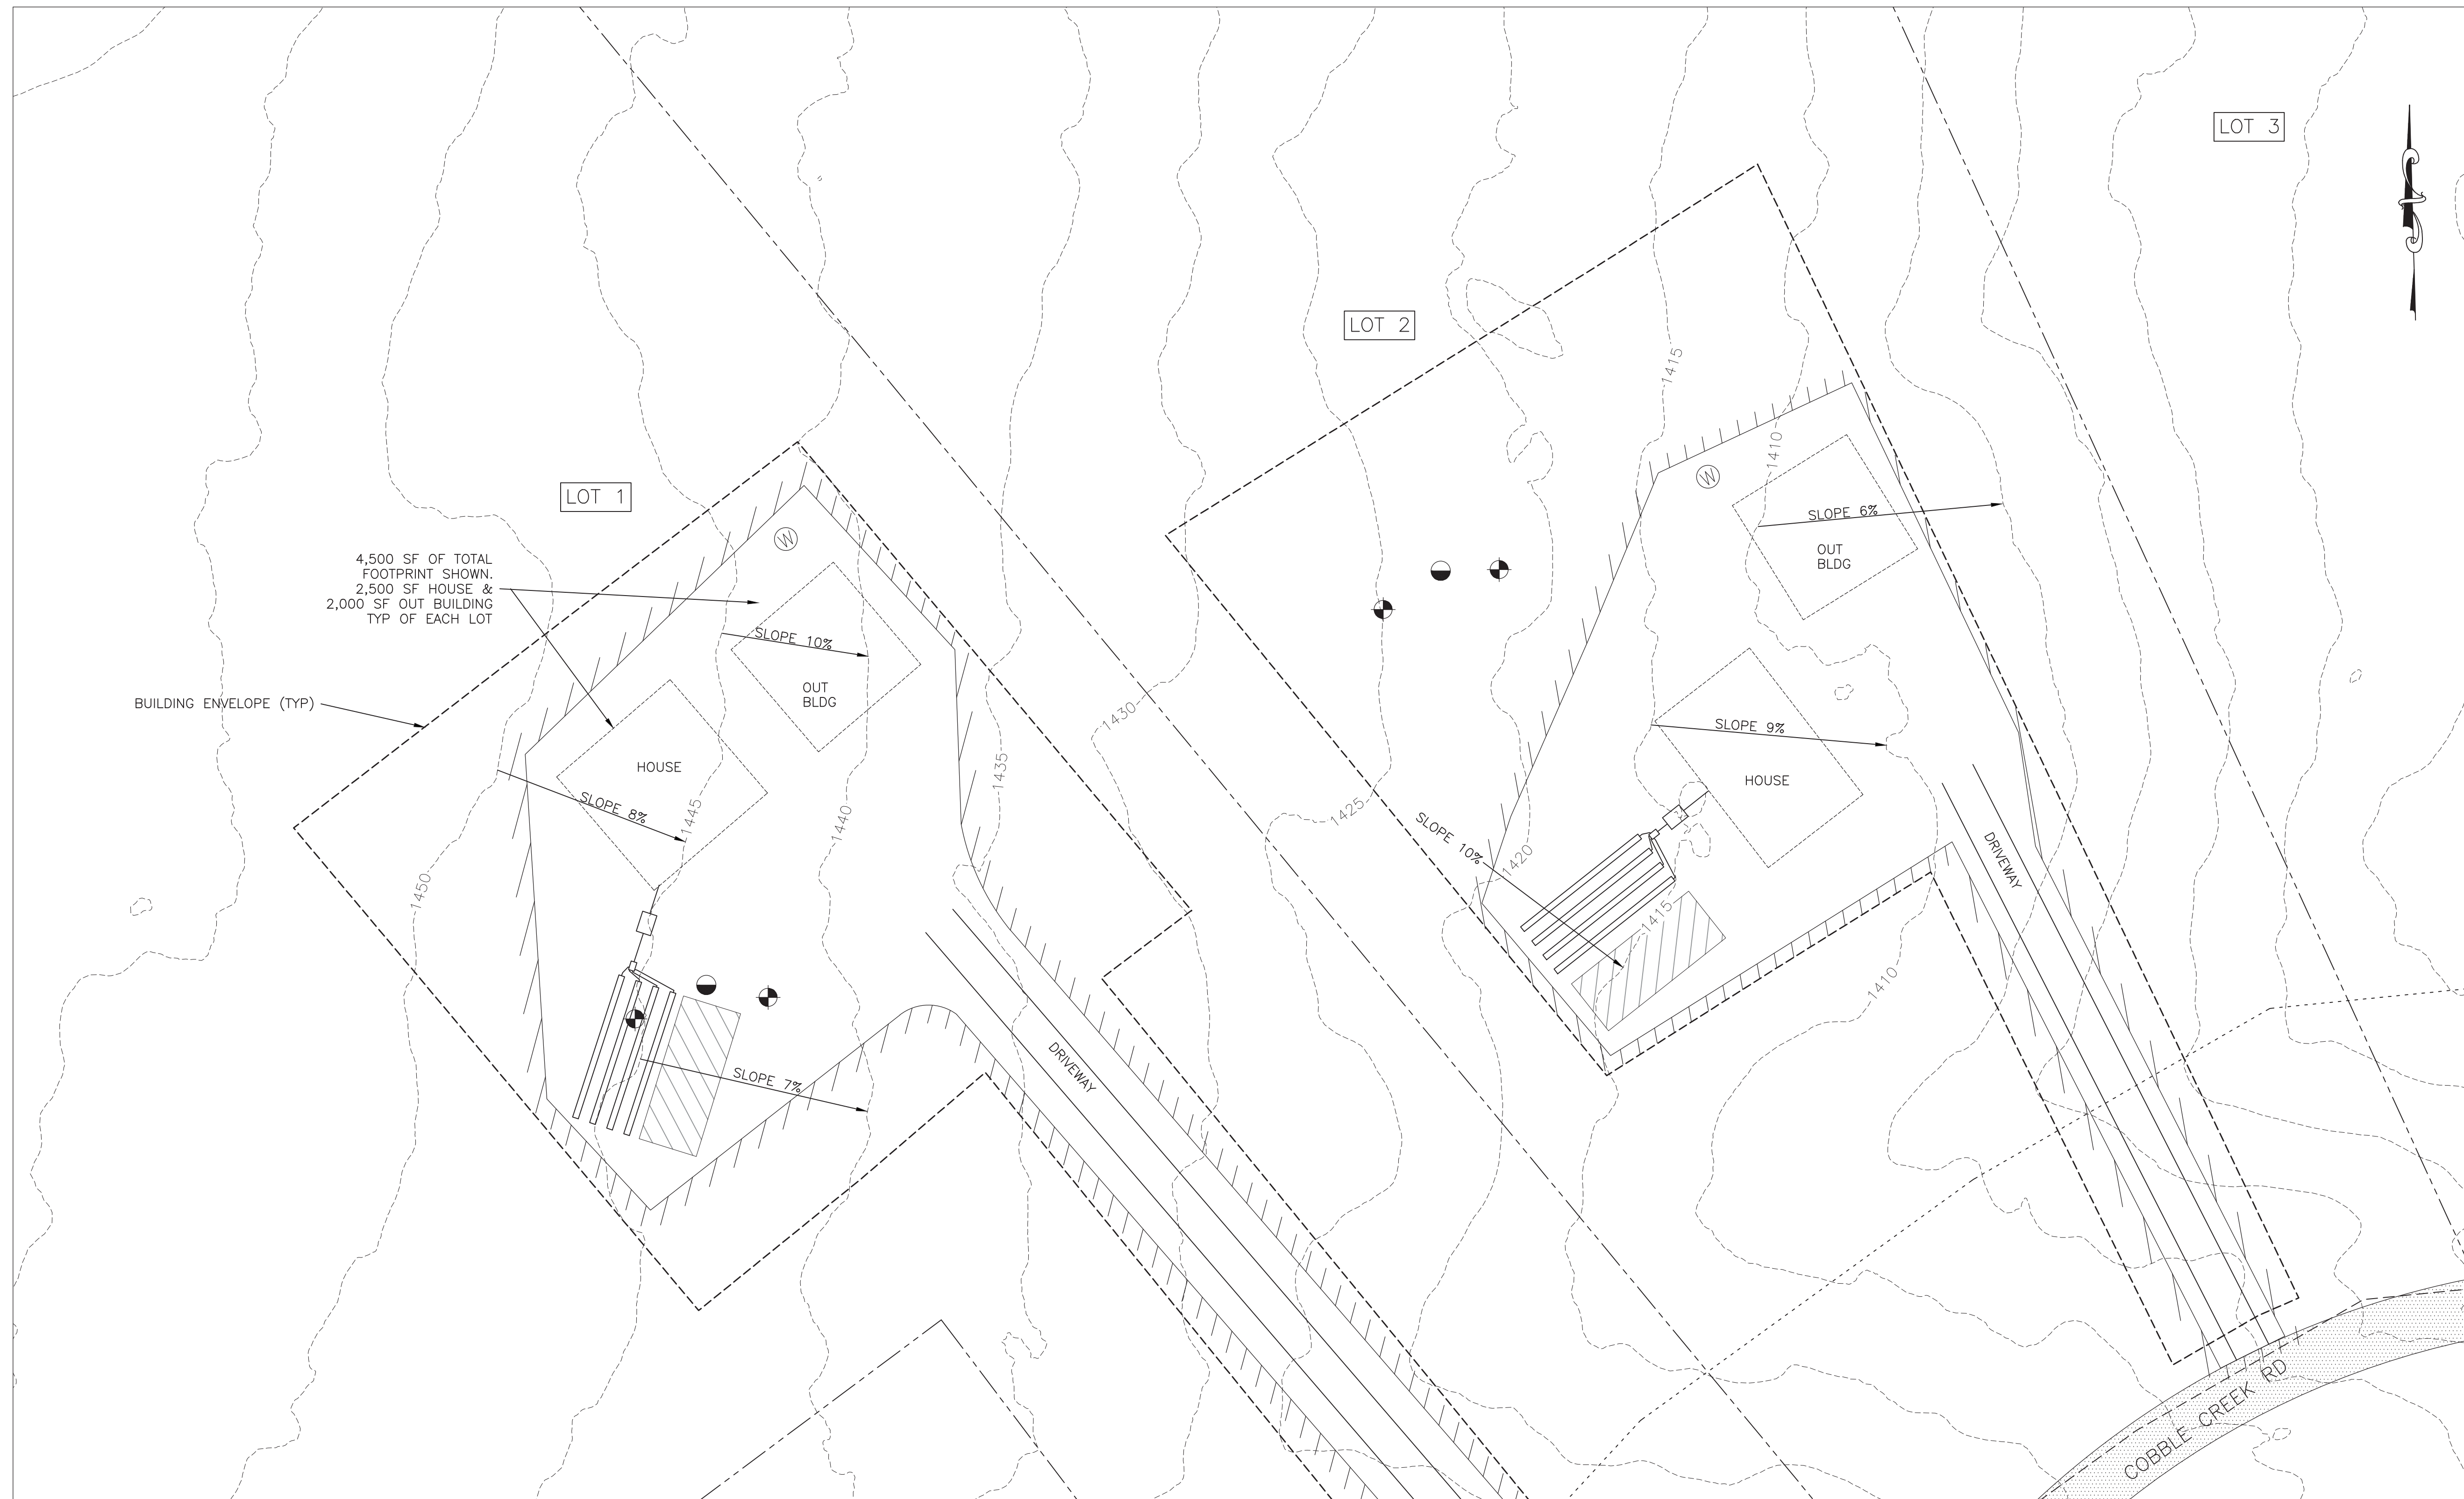 LOT 3
LOT 2
1415
1410
LOT 1
W
W
SLOPE 6%
OUT
BLDG
4,500 SF OF TOTAL
FOOTPRINT SHOWN.
2,500 SF HOUSE &
2,000 SF OUT BUILDING
TYP OF EACH LOT
SLOPE 10%
OUT
BLDG
BUILDING ENVELOPE (TYP)
1430
SLOPE 9%
HOUSE
HOUSE
1435
SLOPE 8%
1445
1440
1425
SLOPE 10%
1420
DRIVEWAY
1450
1415
1410
SLOPE 7%
DRIVEWAY
COBBLE CREEK RD